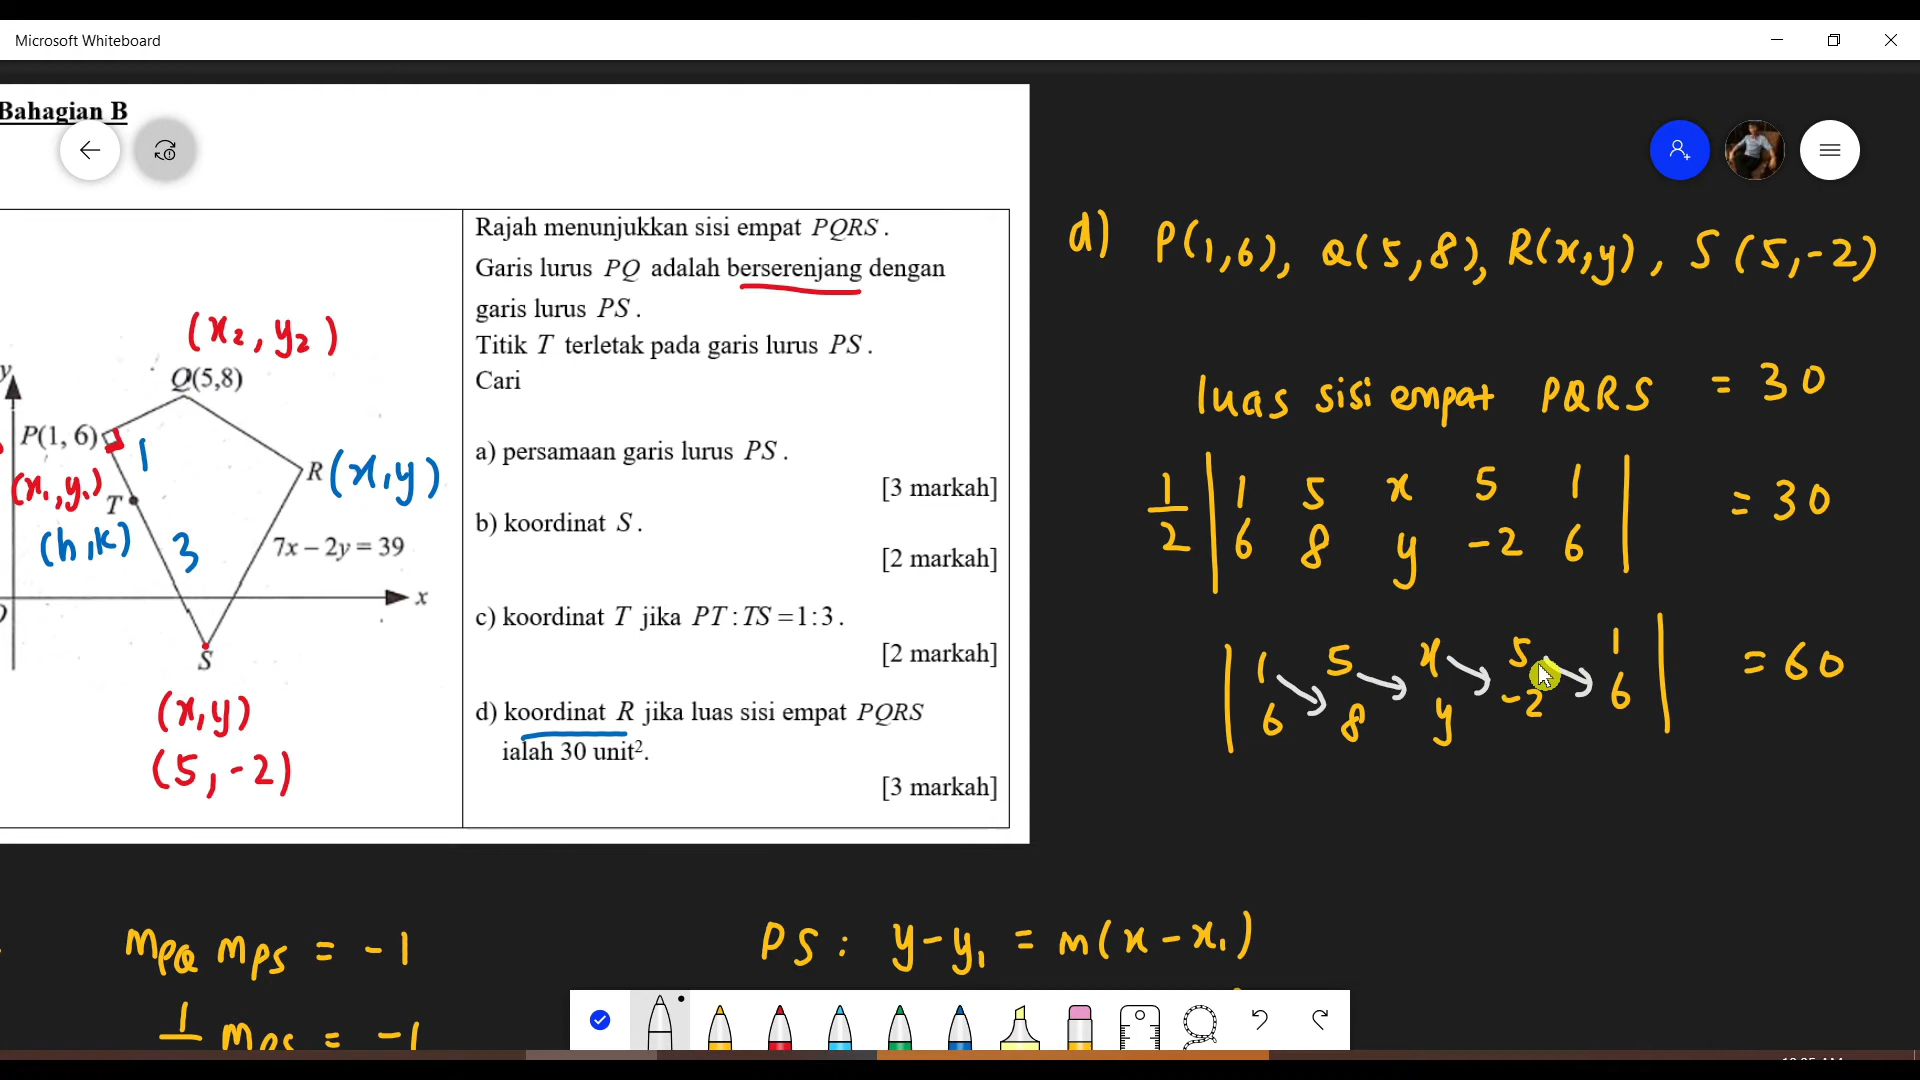 Microsoft Whiteboard
Bahagian B
Rajah menunjukkan sisi empat PQRS.
Garis lurus PQ adalah berserenjang dengan
garis lurus PS.
Titik T terletak pada garis lurus PS.
Cari
a) persamaan garis lurus PS.
[3 markah]
b) koordinat S.
[2 markah]
c) koordinat T jika PT:TS=1:3.
[2 markah]
d) koordinat R jika luas sisi empat PQRS
ialah 30 unit².
[3 markah]
(x₂, y₂)
y
Q(5,8)
P(1, 6)
1
R (x,y)
(x₁,y₁)
T
(h,k)
3
7x – 2y = 39
x
S
(x,y)
(5,-2)
d) P(1,6), Q(5,8), R(x,y), S(5,-2)
luas sisi empat PQRS = 30
1/2 | 1 5 x 5 1 | = 30
6 8 y -2 6
| 1 5 x 5 1 | = 60
6 8 y -2 6
mPQ mPS = -1
1 mPS = -1
PS : y-y₁ = m(x-x₁)